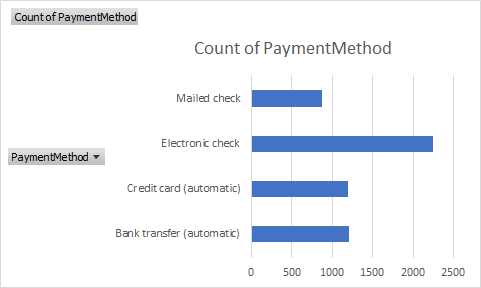 Count of PaymentMethod
Count of PaymentMethod
Mailed check
Electronic check
PaymentMethod
Credit card (automatic)
Bank transfer (automatic)
0 500 1000 1500 2000 2500